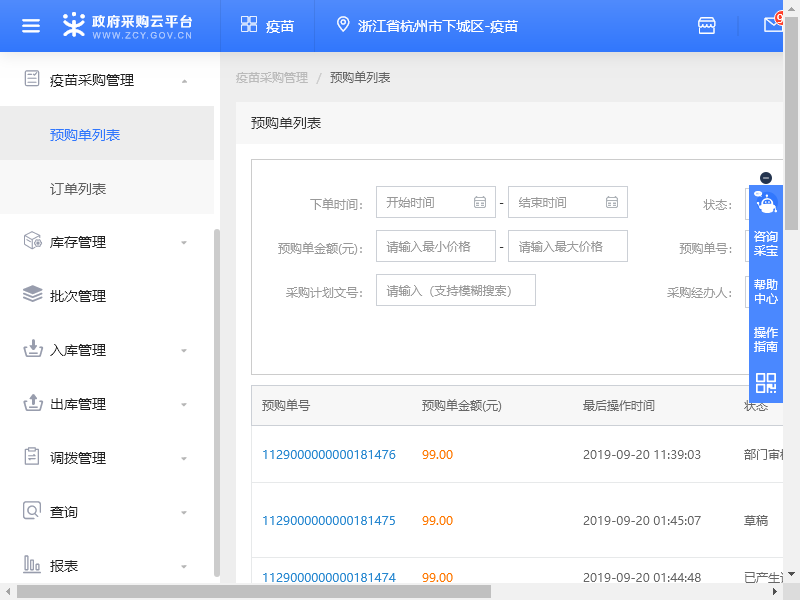 政府采购云平台
WWW.ZCY.GOV.CN
疫苗
浙江省杭州市下城区-疫苗
疫苗采购管理
预购单列表
订单列表
库存管理
批次管理
入库管理
出库管理
调拨管理
查询
报表
疫苗采购管理 / 预购单列表
预购单列表
下单时间: 开始时间 - 结束时间 状态:
预购单金额(元): 请输入最小价格 - 请输入最大价格 预购单号:
采购计划文号: 请输入（支持模糊搜索） 采购经办人:
预购单号 预购单金额(元) 最后操作时间 状态
1129000000000181476 99.00 2019-09-20 11:39:03 部门审
1129000000000181475 99.00 2019-09-20 01:45:07 草稿
1129000000000181474 99.00 2019-09-20 01:44:48 已产生
咨询
采宝
帮助
中心
操作
指南